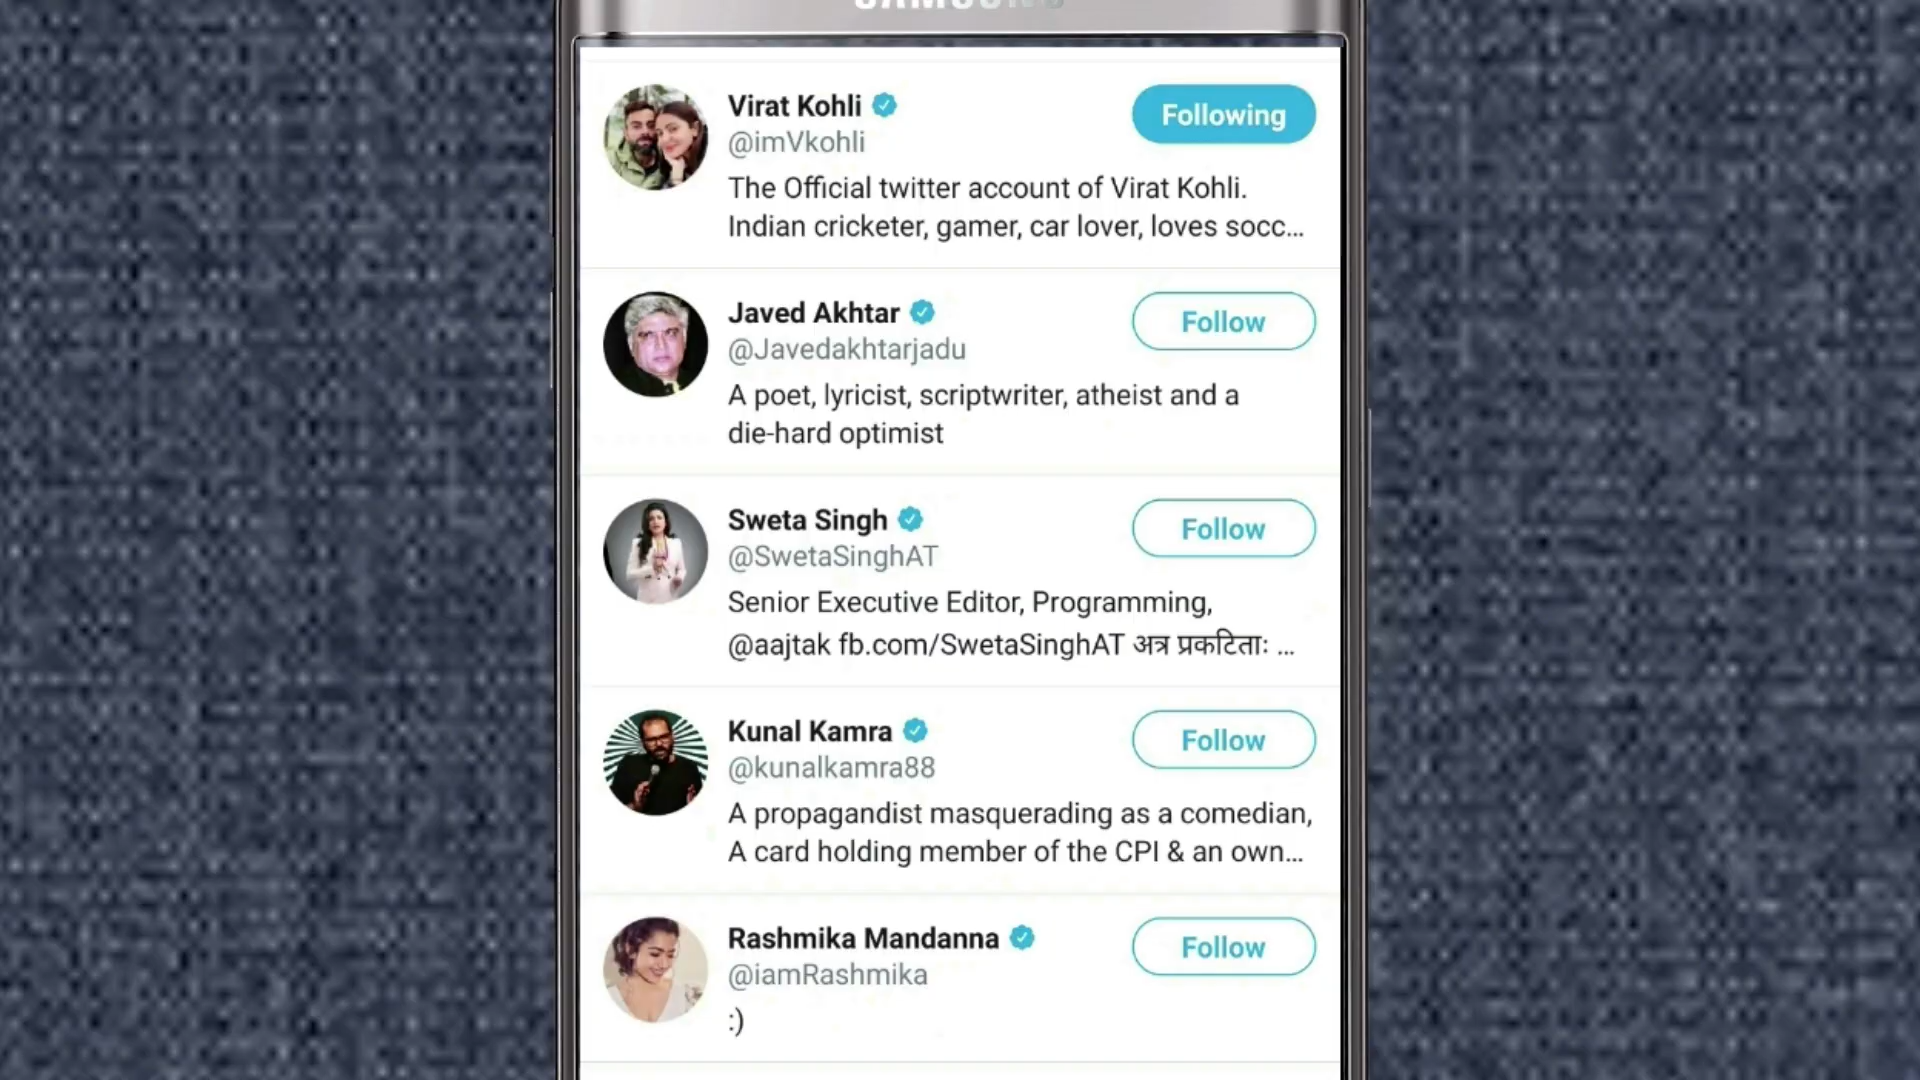 Virat Kohli
@imVkohli
Following
The Official twitter account of Virat Kohli.
Indian cricketer, gamer, car lover, loves socc...
Javed Akhtar
@Javedakhtarjadu
Follow
A poet, lyricist, scriptwriter, atheist and a
die-hard optimist
Sweta Singh
@SwetaSinghAT
Follow
Senior Executive Editor, Programming,
@aajtak fb.com/SwetaSinghAT अत्र प्रकटिताः ...
Kunal Kamra
@kunalkamra88
Follow
A propagandist masquerading as a comedian,
A card holding member of the CPI & an own...
Rashmika Mandanna
@iamRashmika
Follow
:)